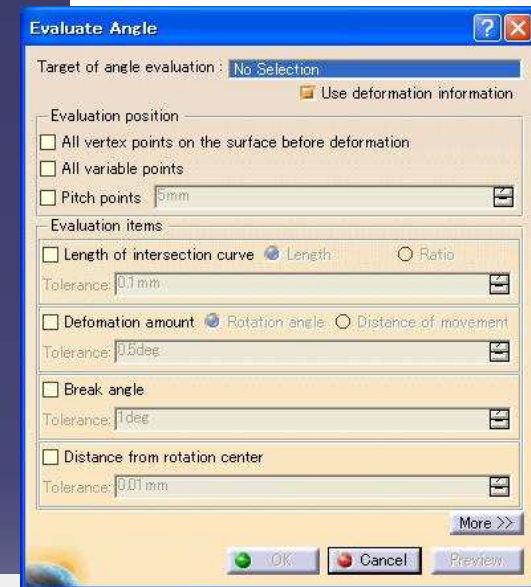 Evaluate Angle
Target of angle evaluation : No Selection
Use deformation information
Evaluation position
All vertex points on the surface before deformation
All variable points
Pitch points 5mm
Evaluation items
Length of intersection curve Length Ratio
Tolerance: 0.1mm
Defomation amount Rotation angle Distance of movement
Tolerance: 0.5deg
Break angle
Tolerance: 1deg
Distance from rotation center
Tolerance: 0.01mm
More >>
OK Cancel Preview